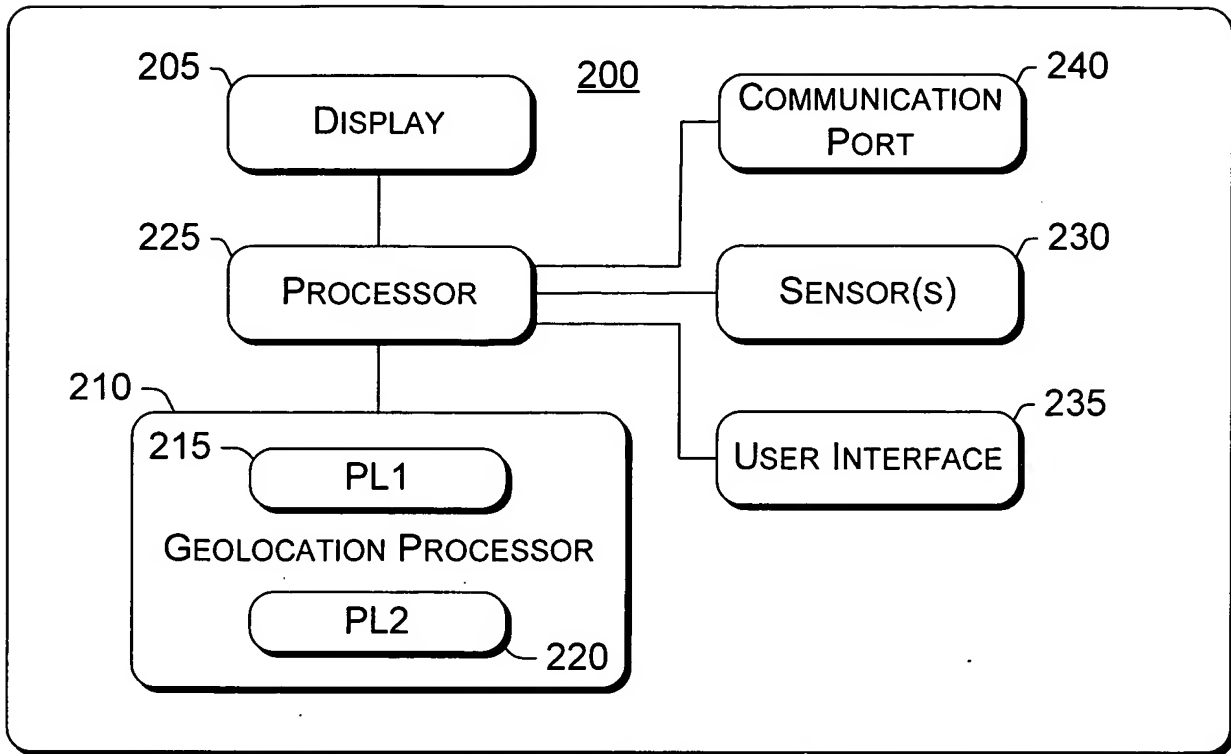 205
DISPLAY
200
240
COMMUNICATION
PORT
225
PROCESSOR
230
SENSOR(S)
210
215
PL1
GEOLOCATION PROCESSOR
PL2
220
235
USER INTERFACE